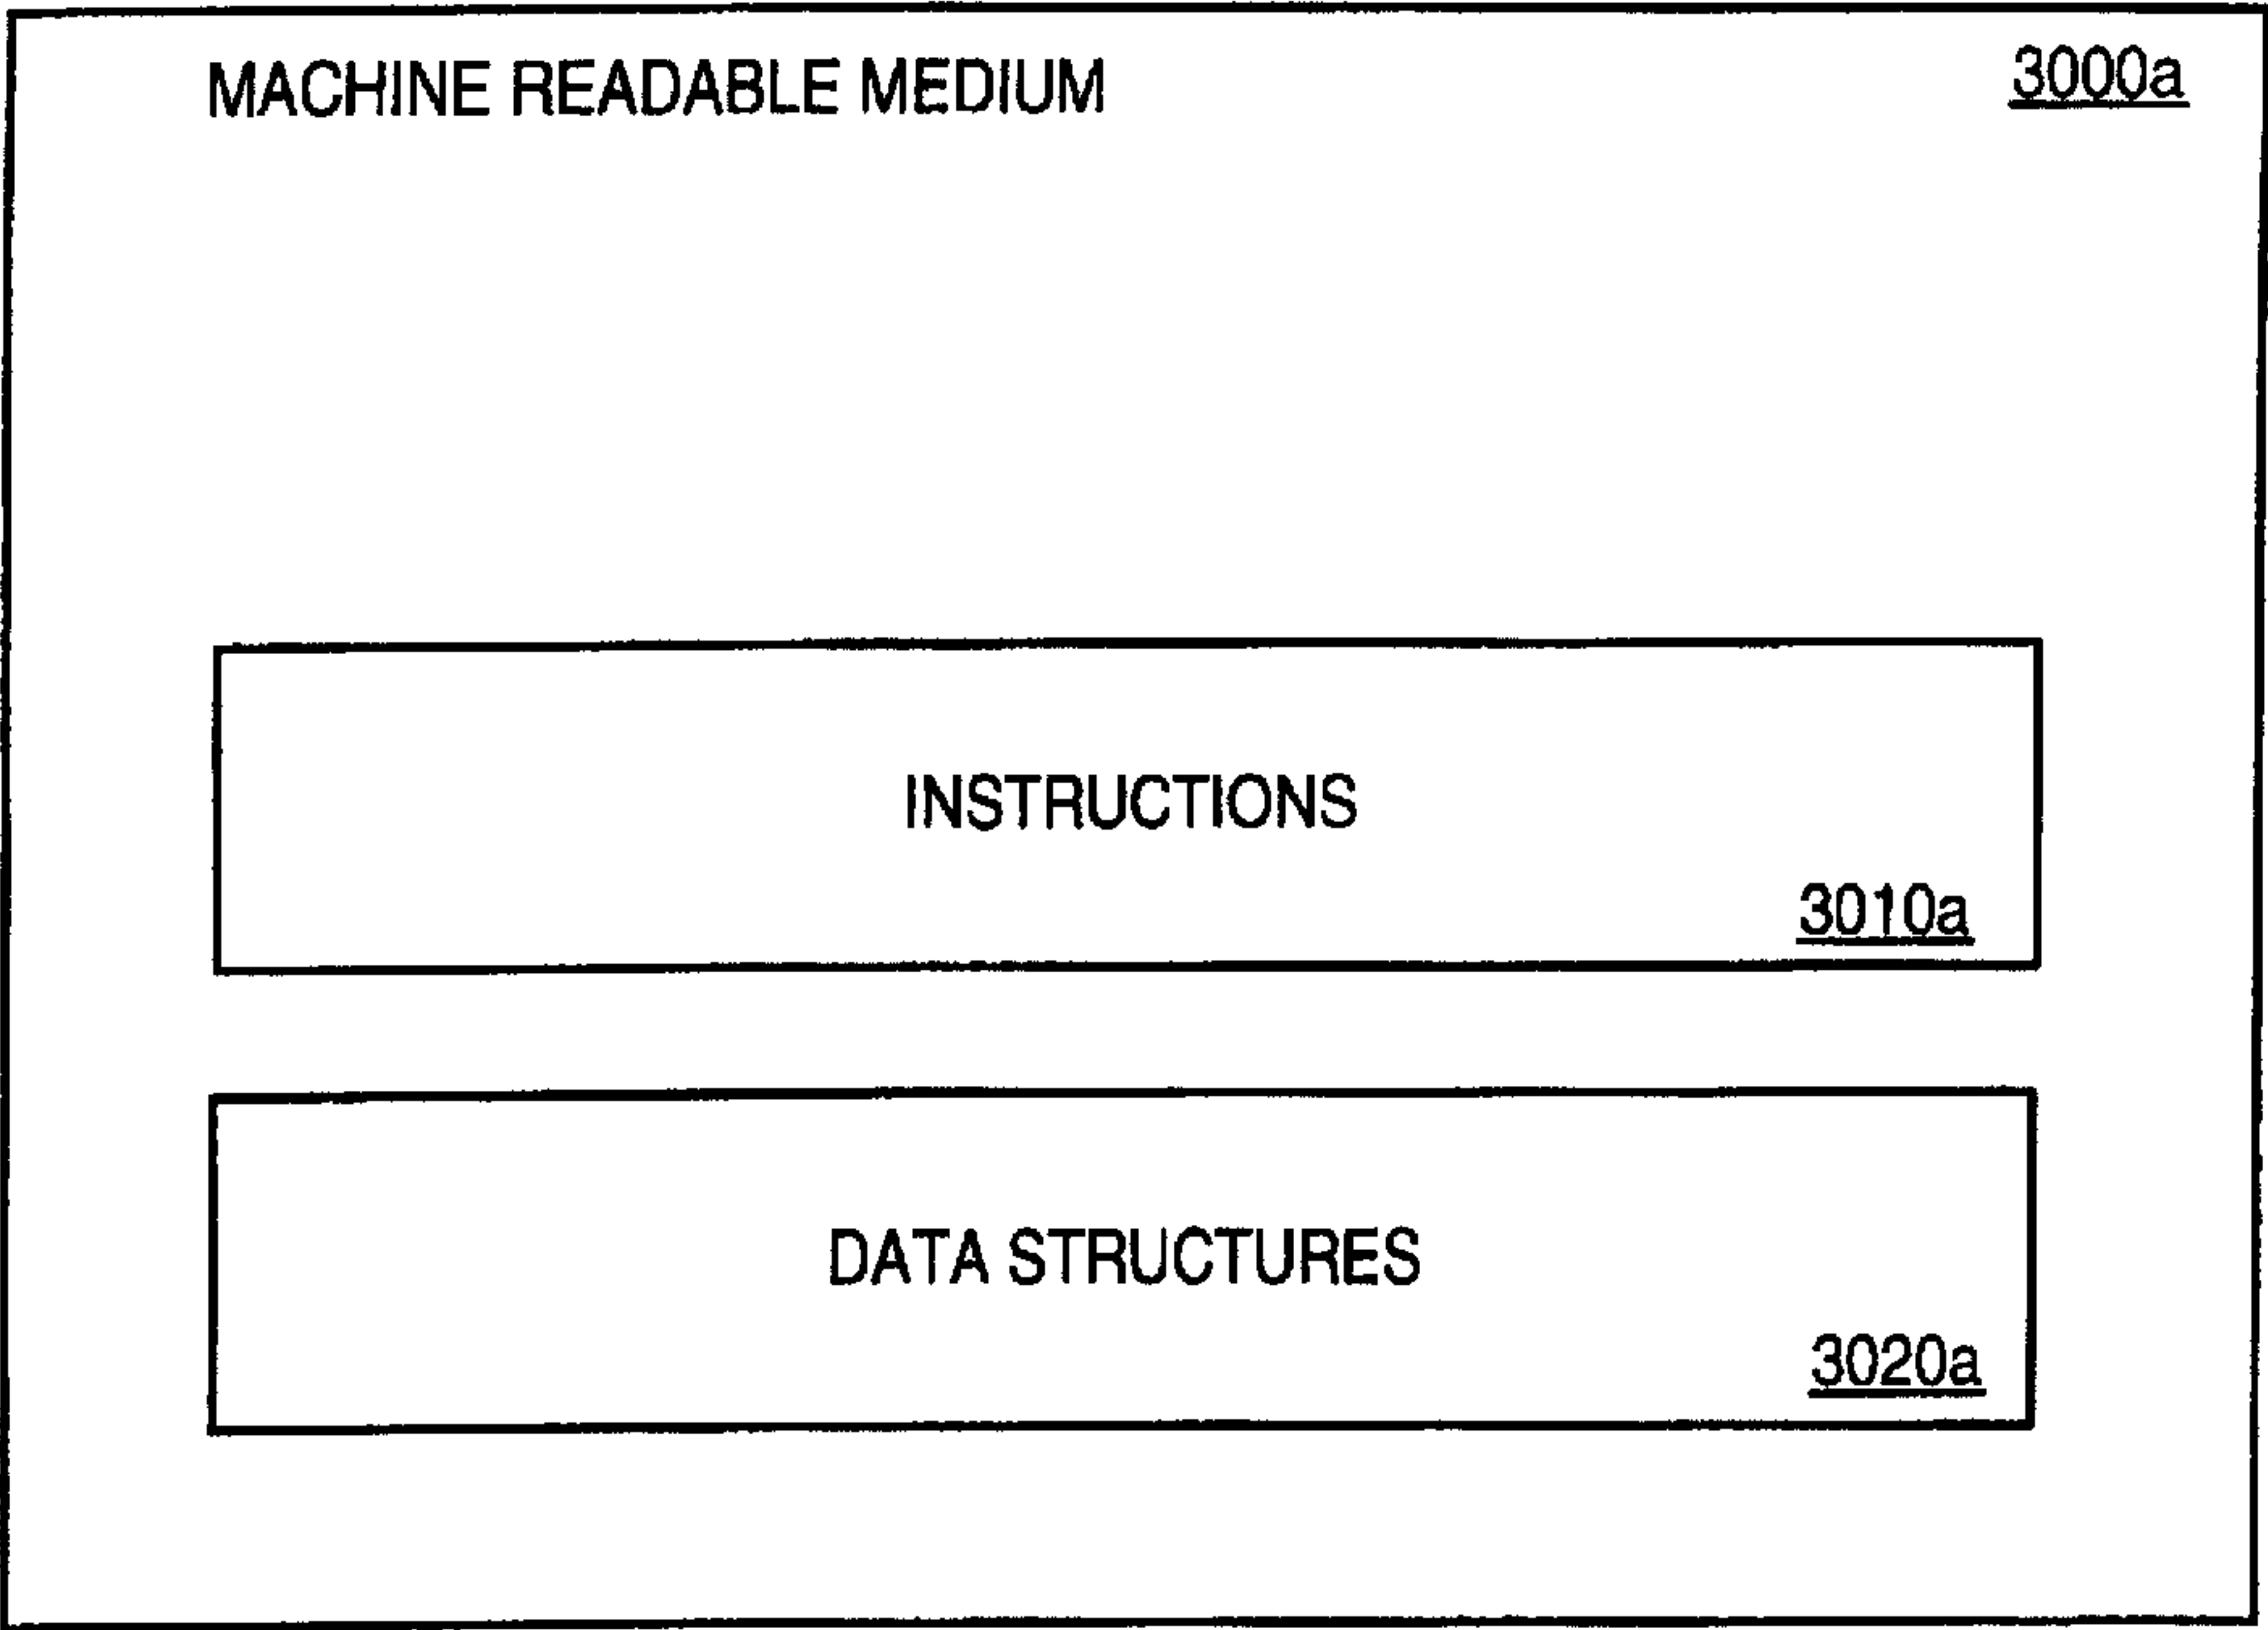 MACHINE READABLE MEDIUM 3000a
INSTRUCTIONS
3010a
DATA STRUCTURES
3020a